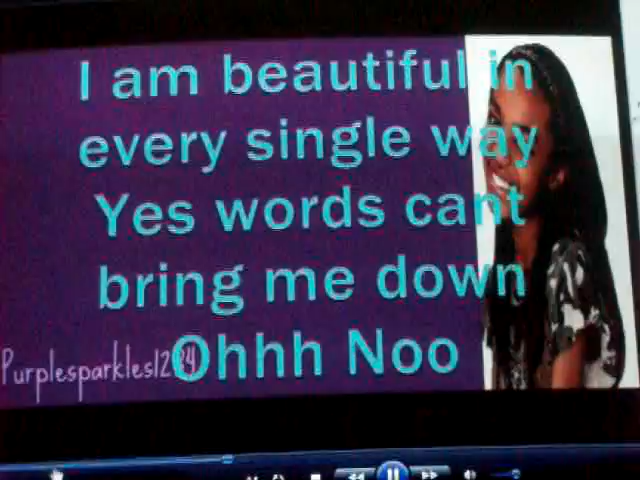 I am beautiful in
every single way
Yes words cant
bring me down
Ohhh Noo
Purplesparkles1234